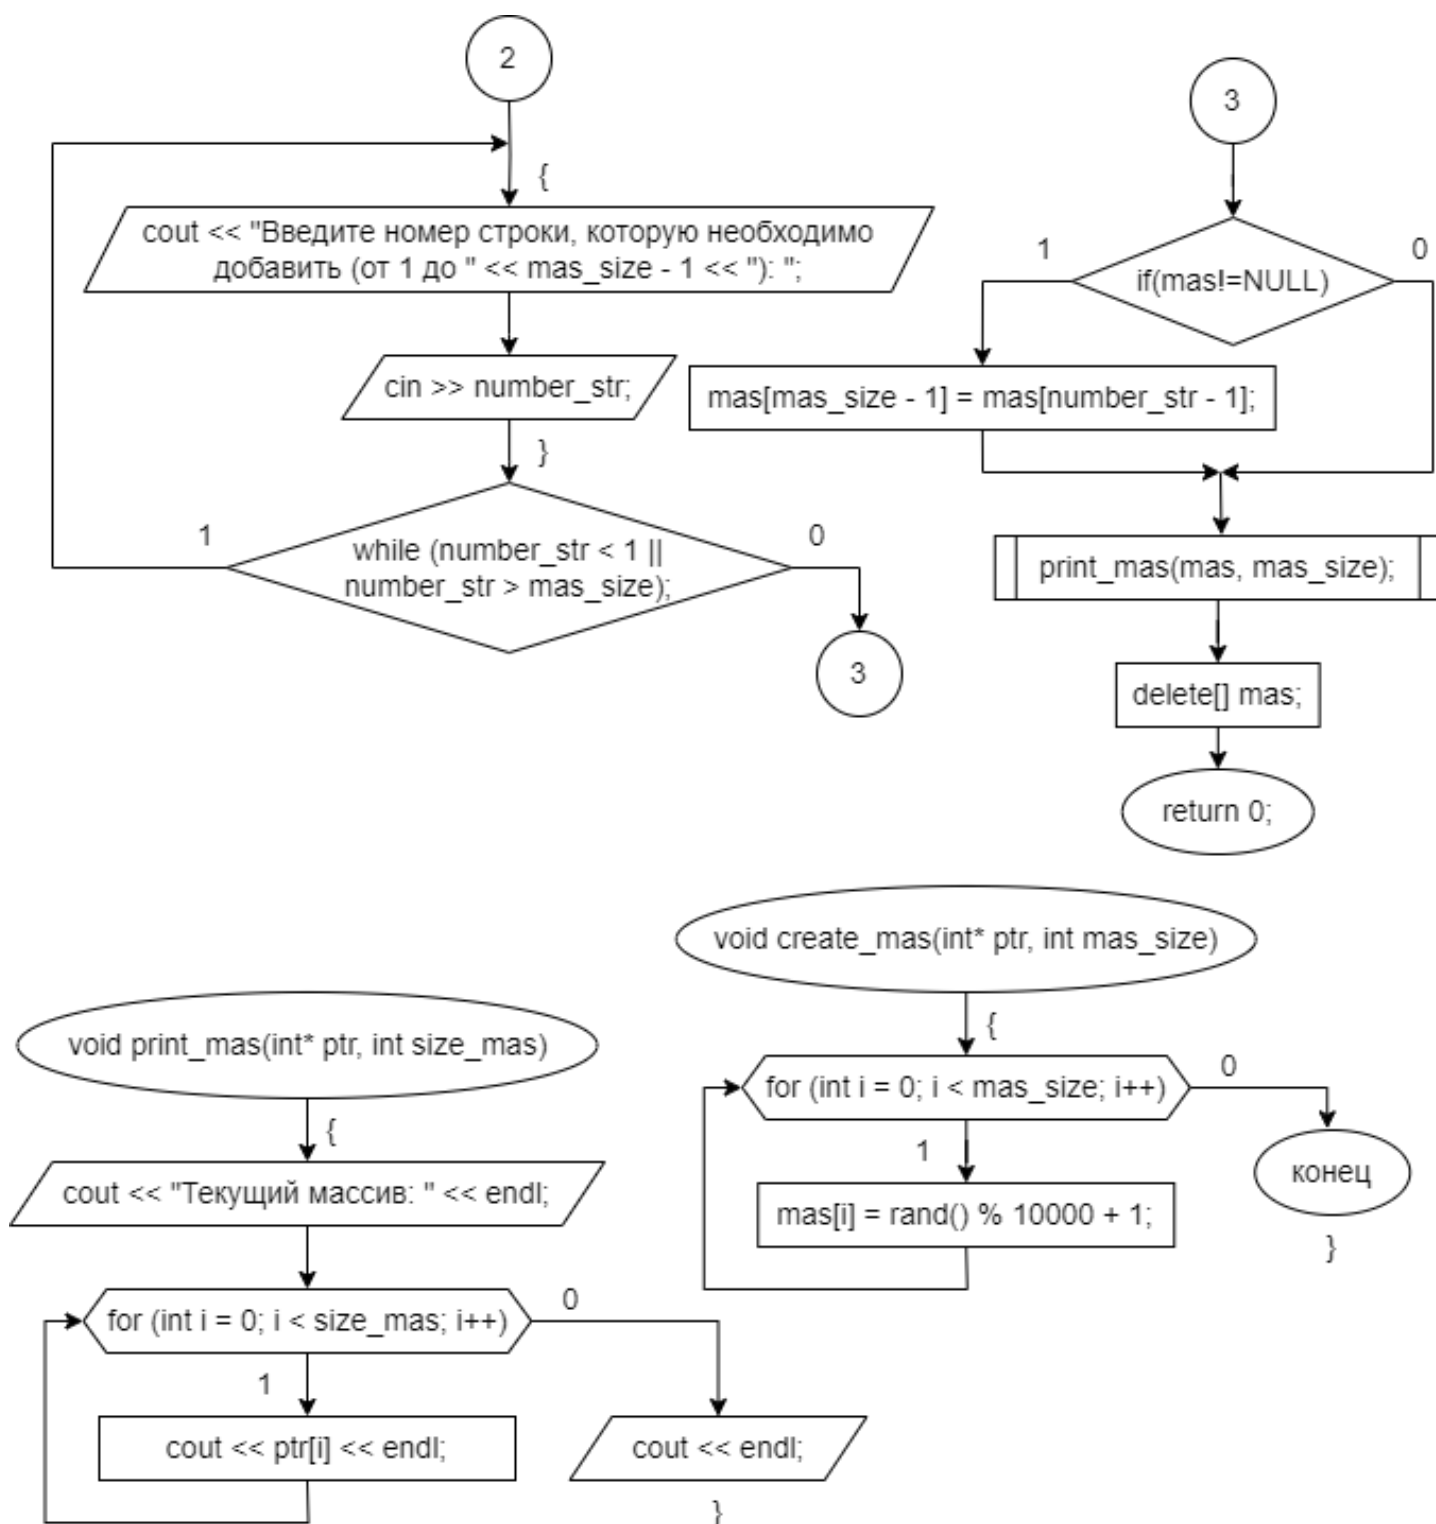 2
{
cout << "Введите номер строки, которую необходимо
добавить (от 1 до " << mas_size - 1 << "): ";
cin >> number_str;
}
1
while (number_str < 1 ||
number_str > mas_size);
0
3
3
1
if(mas!=NULL)
0
mas[mas_size - 1] = mas[number_str - 1];
print_mas(mas, mas_size);
delete[] mas;
return 0;
void print_mas(int* ptr, int size_mas)
{
cout << "Текущий массив: " << endl;
for (int i = 0; i < size_mas; i++)
0
1
cout << ptr[i] << endl;
cout << endl;
}
void create_mas(int* ptr, int mas_size)
{
for (int i = 0; i < mas_size; i++)
0
1
mas[i] = rand() % 10000 + 1;
конец
}